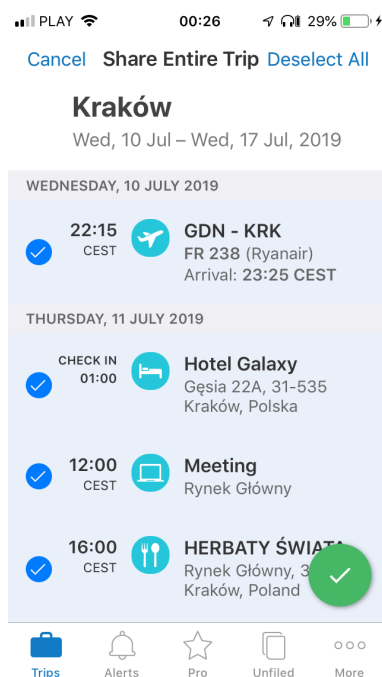 PLAY 00:26 29%
Cancel Share Entire Trip Deselect All
Kraków
Wed, 10 Jul – Wed, 17 Jul, 2019
WEDNESDAY, 10 JULY 2019
22:15 GDN - KRK
CEST FR 238 (Ryanair)
Arrival: 23:25 CEST
THURSDAY, 11 JULY 2019
CHECK IN Hotel Galaxy
01:00 Gęsia 22A, 31-535
Kraków, Polska
12:00 Meeting
CEST Rynek Główny
16:00 HERBATY ŚWIATA
CEST Rynek Główny, 3
Kraków, Poland
Trips Alerts Pro Unfiled More